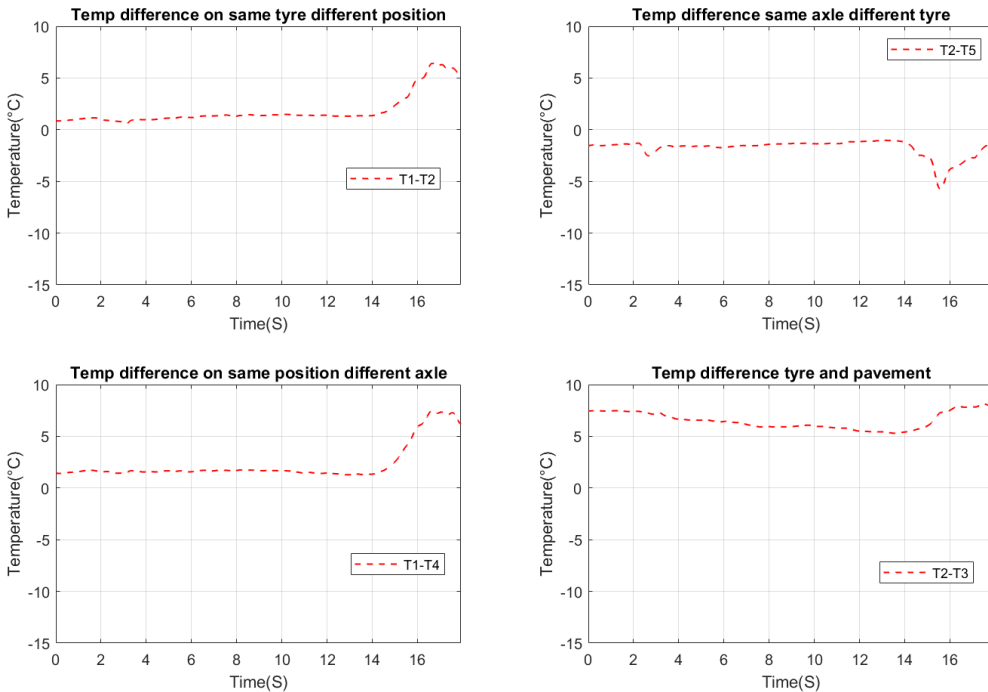 Temp difference on same tyre different position
10
5
0
-5
-10
-15
Temperature(°C)
T1-T2
0 2 4 6 8 10 12 14 16
Time(S)
Temp difference same axle different tyre
10
5
0
-5
-10
-15
Temperature(°C)
T2-T5
0 2 4 6 8 10 12 14 16
Time(S)
Temp difference on same position different axle
10
5
0
-5
-10
-15
Temperature(°C)
T1-T4
0 2 4 6 8 10 12 14 16
Time(S)
Temp difference tyre and pavement
10
5
0
-5
-10
-15
Temperature(°C)
T2-T3
0 2 4 6 8 10 12 14 16
Time(S)